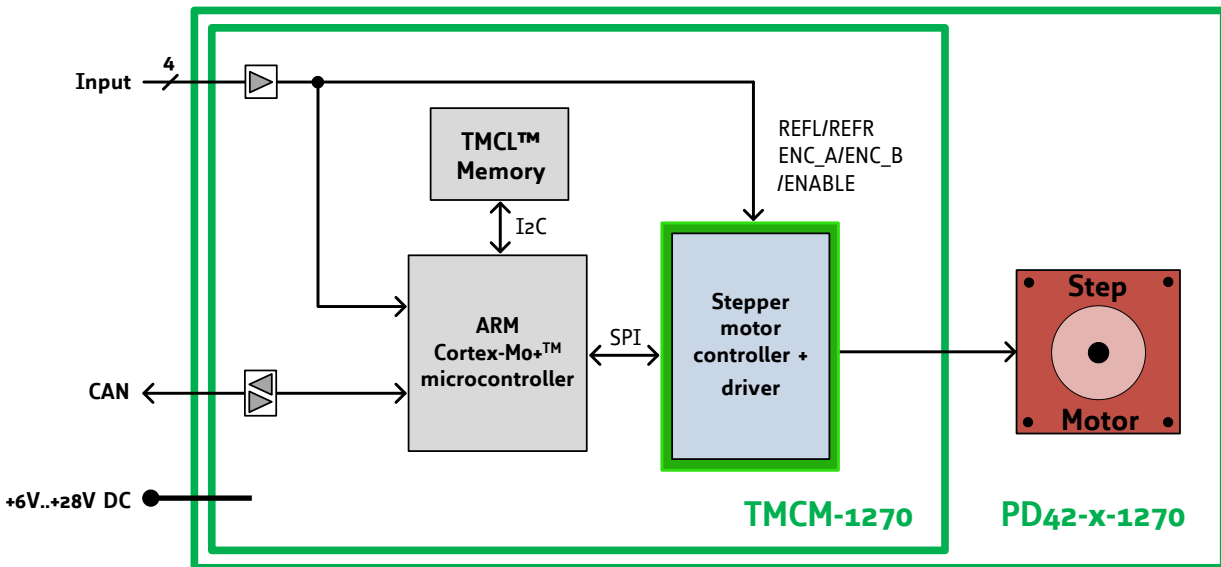 4
Input
REFL/REFR
ENC_A/ENC_B
/ENABLE
TMCL™
Memory
I2C
ARM
Cortex-M0+™
microcontroller
SPI
Stepper
motor
controller +
driver
Step
Motor
CAN
+6V..+28V DC
TMCM-1270
PD42-x-1270